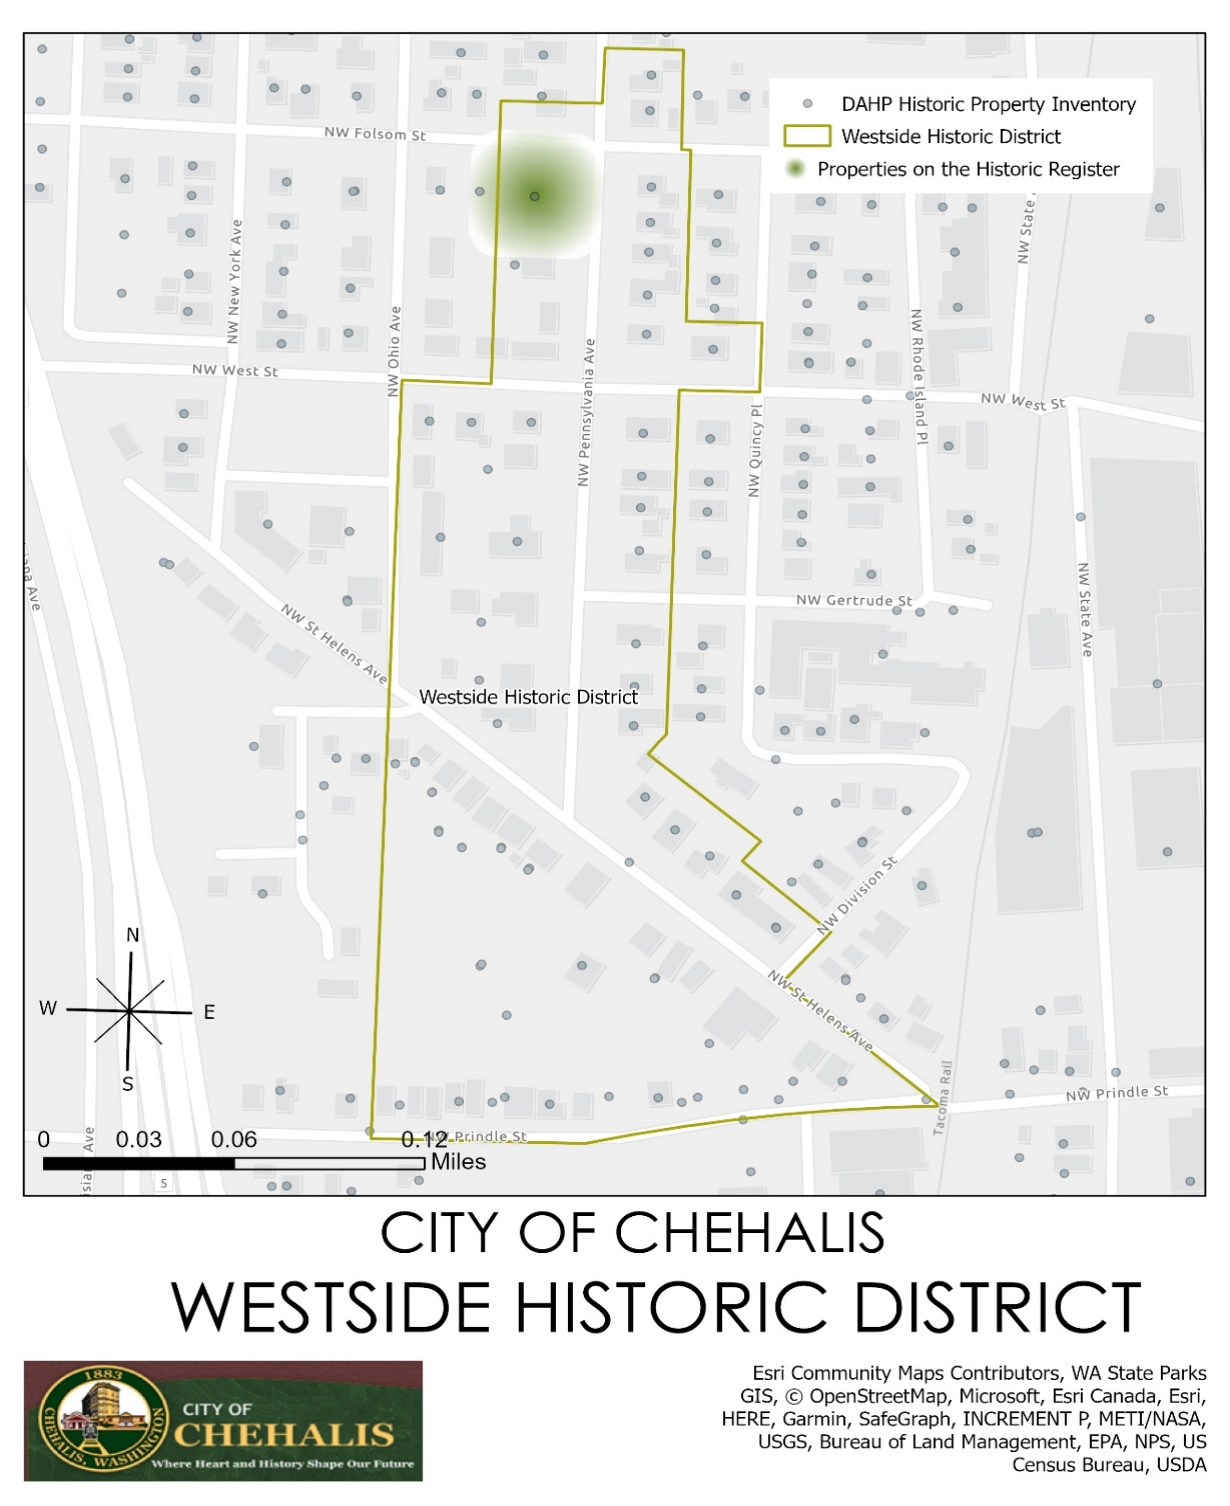 DAHP Historic Property Inventory
Westside Historic District
Properties on the Historic Register
NW Folsom St
NW State
NW New York Ave
NW Ohio Ave
NW Pennsylvania Ave
NW Rhode Island Pl
NW West St
NW West St
NW Quincy Pl
NW Gertrude St
NW State Ave
NW St Helens Ave
Westside Historic District
NW Division St
NW St Helens Ave
N
W
E
S
Tacoma Rail
NW Prindle St
NW Prindle St
0
0.03
0.06
0.12
Miles
Ave
5
CITY OF CHEHALIS
WESTSIDE HISTORIC DISTRICT
1883
CHEHALIS, WASHINGTON
CITY OF
CHEHALIS
Where Heart and History Shape Our Future
Esri Community Maps Contributors, WA State Parks
GIS, © OpenStreetMap, Microsoft, Esri Canada, Esri,
HERE, Garmin, SafeGraph, INCREMENT P, METI/NASA,
USGS, Bureau of Land Management, EPA, NPS, US
Census Bureau, USDA